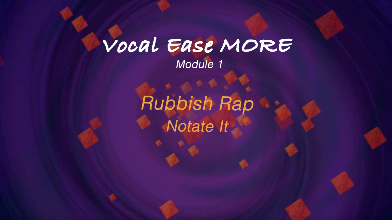 Vocal Ease MORE
Module 1
Rubbish Rap
Notate It